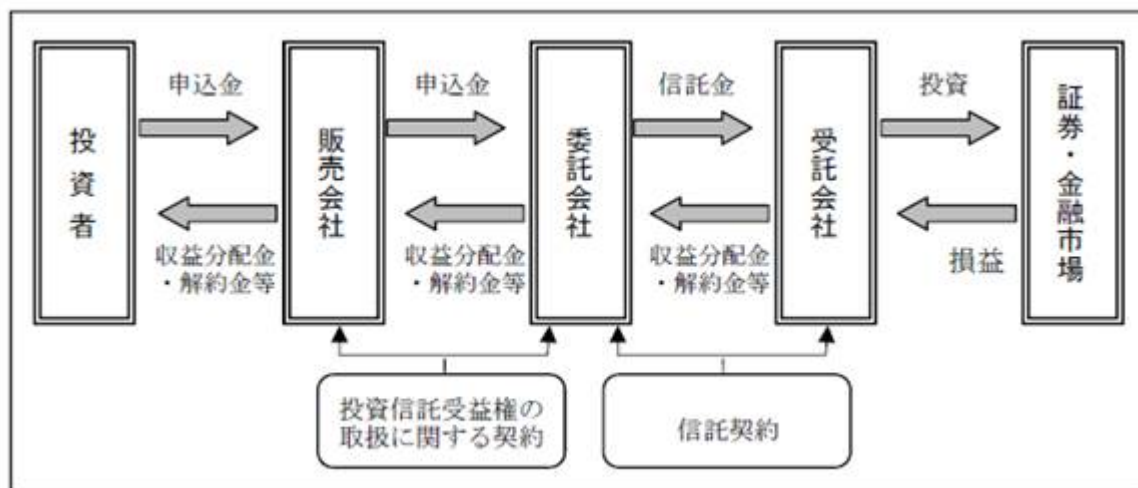 投資者
申込金
収益分配金
・解約金等
販売会社
申込金
収益分配金
・解約金等
委託会社
信託金
収益分配金
・解約金等
受託会社
投資
損益
証券・金融市場
投資信託受益権の
取扱に関する契約
信託契約